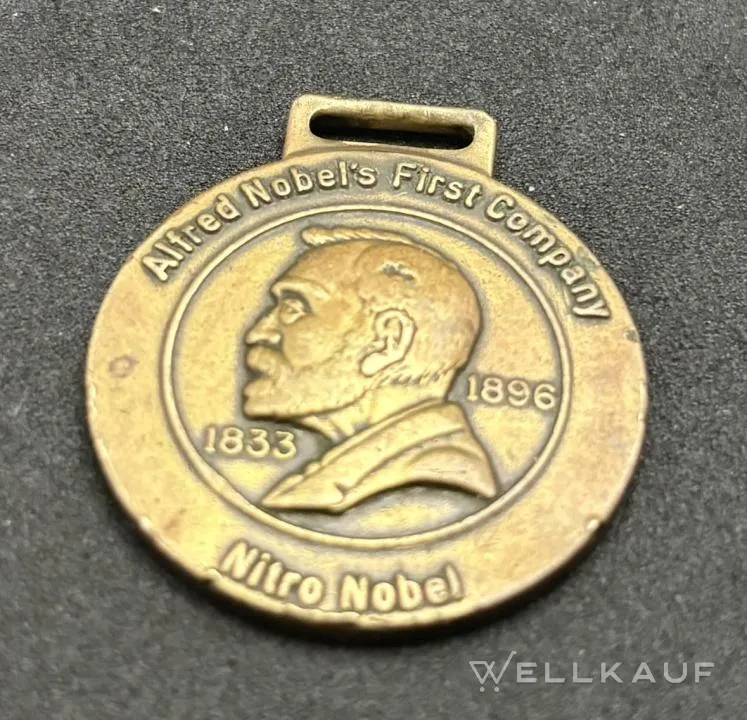 Alfred Nobel's First Company
1833
1896
Nitro Nobel
WELLKAUF